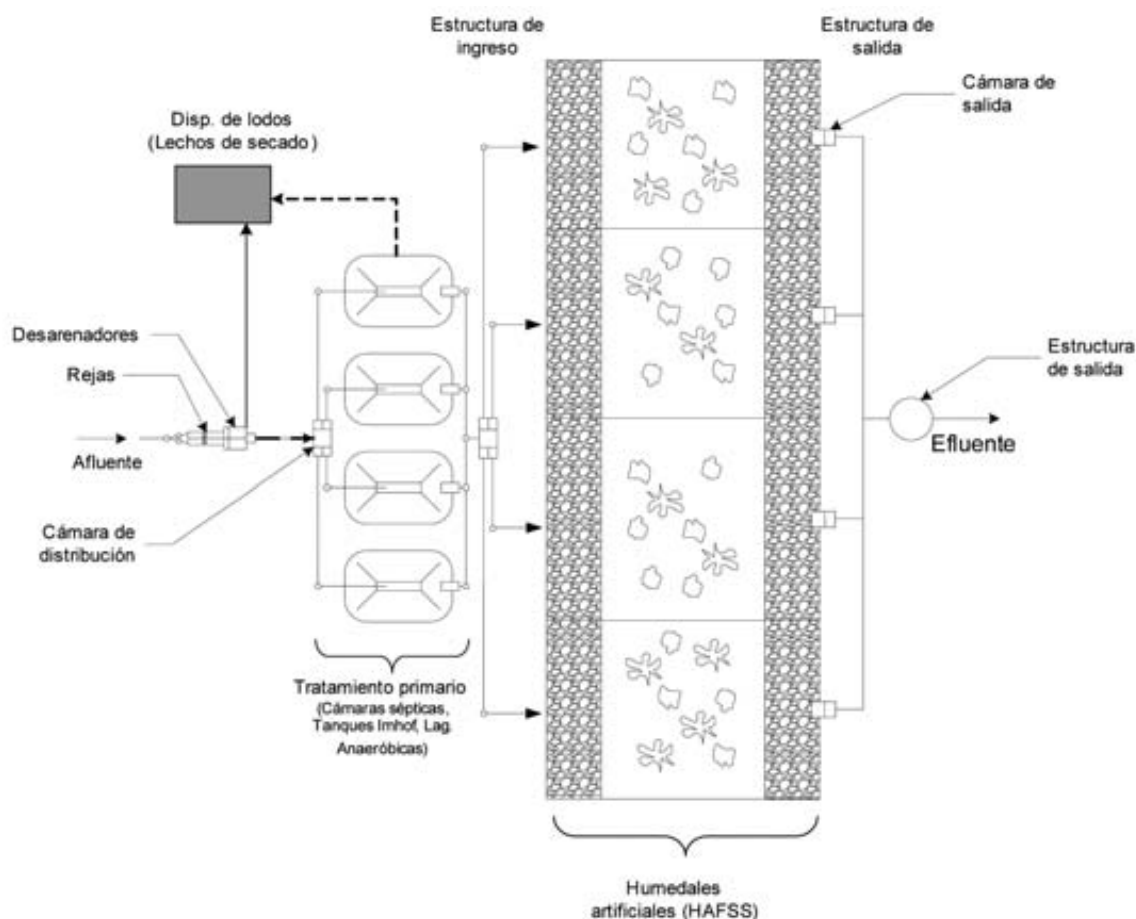 Estructura de
ingreso
Estructura de
salida
Cámara de
salida
Disp. de lodos
(Lechos de secado)
Desarenadores
Rejas
Afluente
Cámara de
distribución
Estructura
de salida
Efluente
Tratamiento primario
(Cámaras sépticas,
Tanques Imhof, Lag.
Anaeróbicas)
Humedales
artificiales (HAFSS)